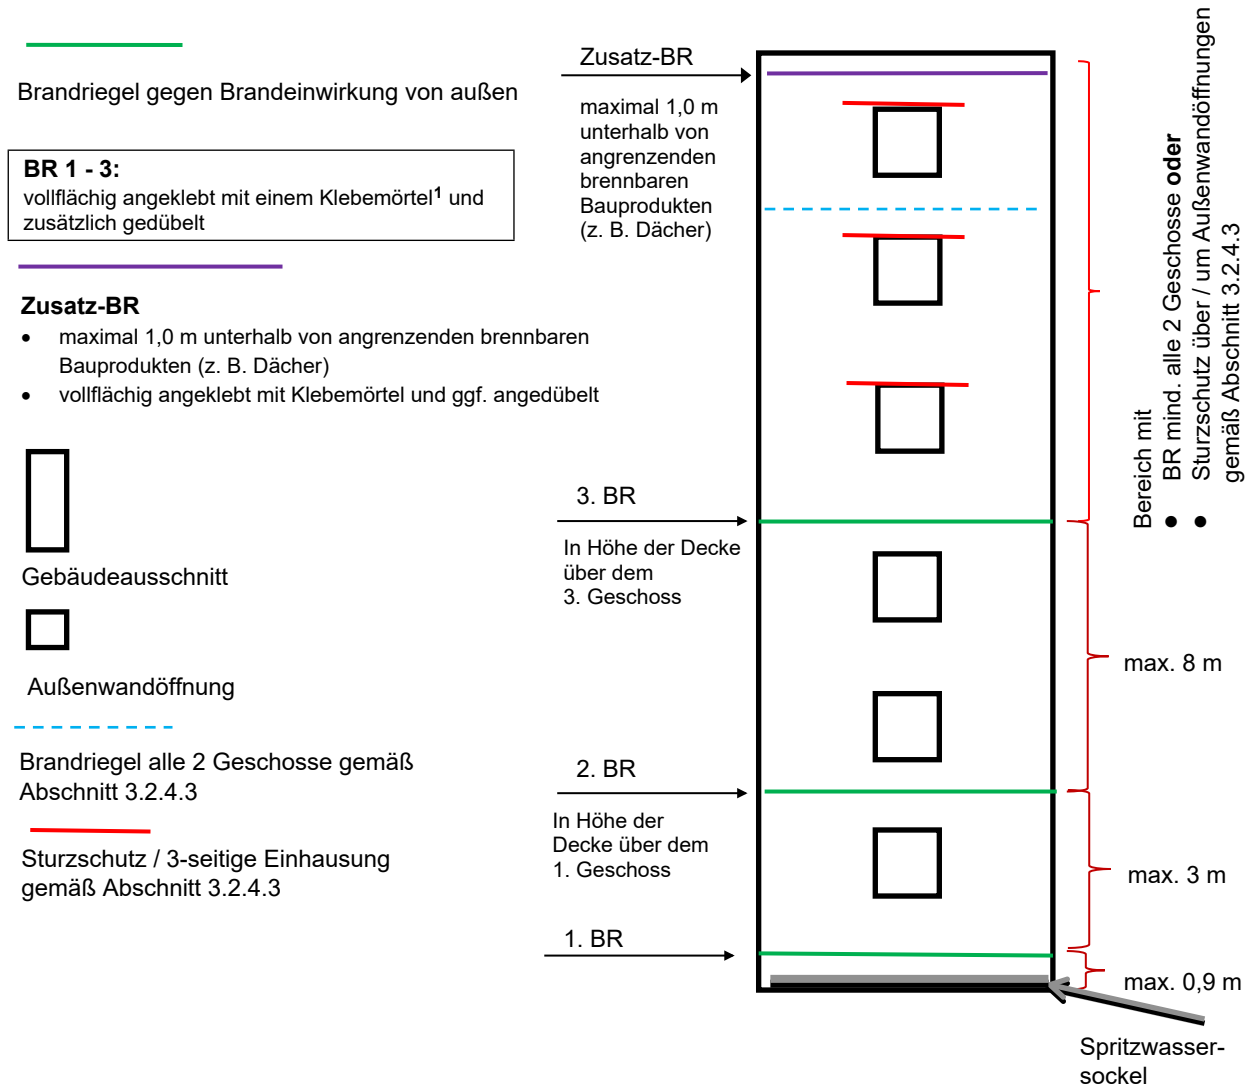 Brandriegel gegen Brandeinwirkung von außen
BR 1 - 3:
vollflächig angeklebt mit einem Klebemörtel¹ und
zusätzlich gedübelt
Zusatz-BR
• maximal 1,0 m unterhalb von angrenzenden brennbaren
Bauprodukten (z. B. Dächer)
• vollflächig angeklebt mit Klebemörtel und ggf. angedübelt
Gebäudeausschnitt
Außenwandöffnung
Brandriegel alle 2 Geschosse gemäß
Abschnitt 3.2.4.3
Sturzschutz / 3-seitige Einhausung
gemäß Abschnitt 3.2.4.3
Zusatz-BR
maximal 1,0 m
unterhalb von
angrenzenden
brennbaren
Bauprodukten
(z. B. Dächer)
3. BR
In Höhe der Decke
über dem
3. Geschoss
2. BR
In Höhe der
Decke über dem
1. Geschoss
1. BR
Bereich mit
• BR mind. alle 2 Geschosse oder
• Sturzschutz über / um Außenwandöffnungen
gemäß Abschnitt 3.2.4.3
max. 8 m
max. 3 m
max. 0,9 m
Spritzwasser-
sockel